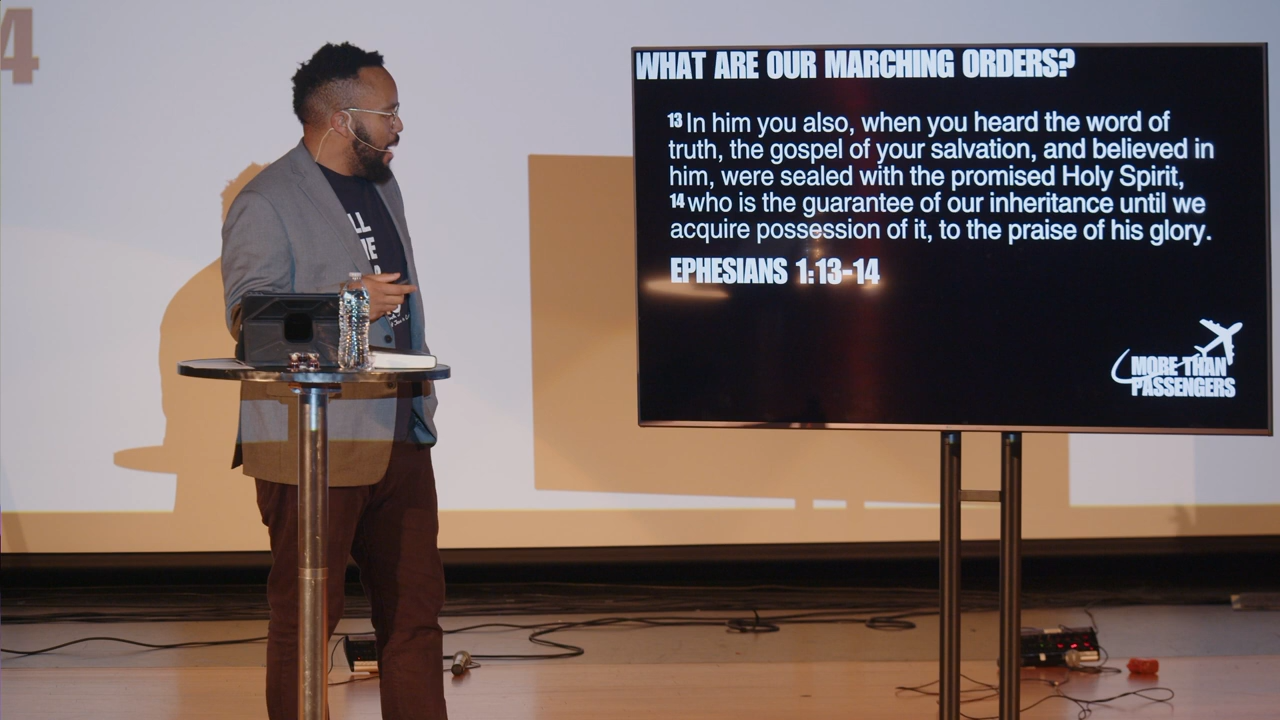 4
WHAT ARE OUR MARCHING ORDERS?
13 In him you also, when you heard the word of
truth, the gospel of your salvation, and believed in
him, were sealed with the promised Holy Spirit,
14 who is the guarantee of our inheritance until we
acquire possession of it, to the praise of his glory.
EPHESIANS 1:13-14
MORE THAN
PASSENGERS